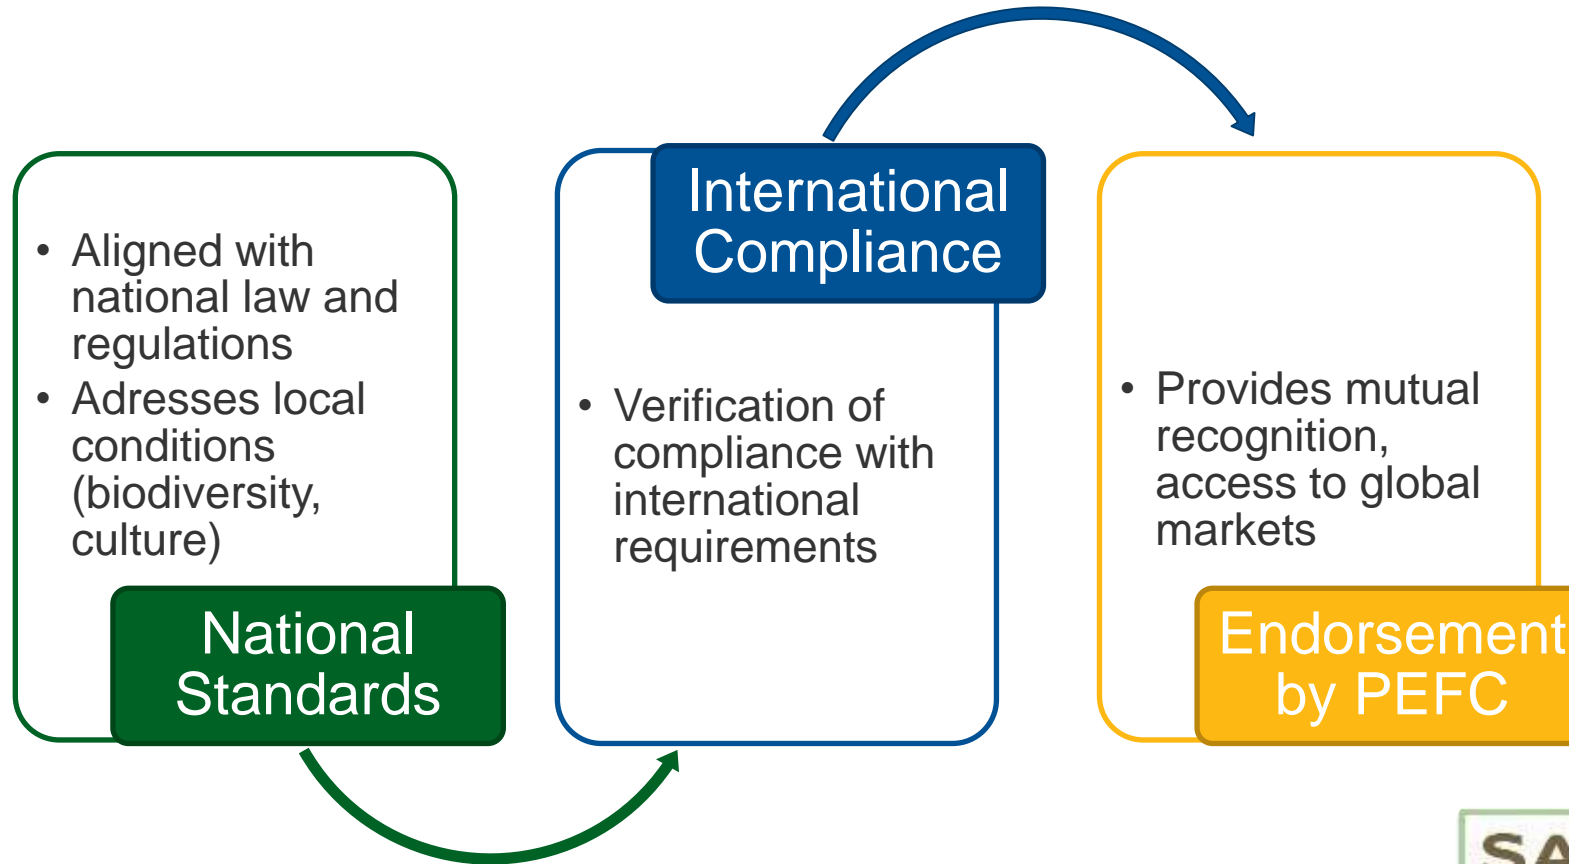 • Aligned with
national law and
regulations
• Adresses local
conditions
(biodiversity,
culture)
National
Standards
International
Compliance
• Verification of
compliance with
international
requirements
• Provides mutual
recognition,
access to global
markets
Endorsement
by PEFC
SA